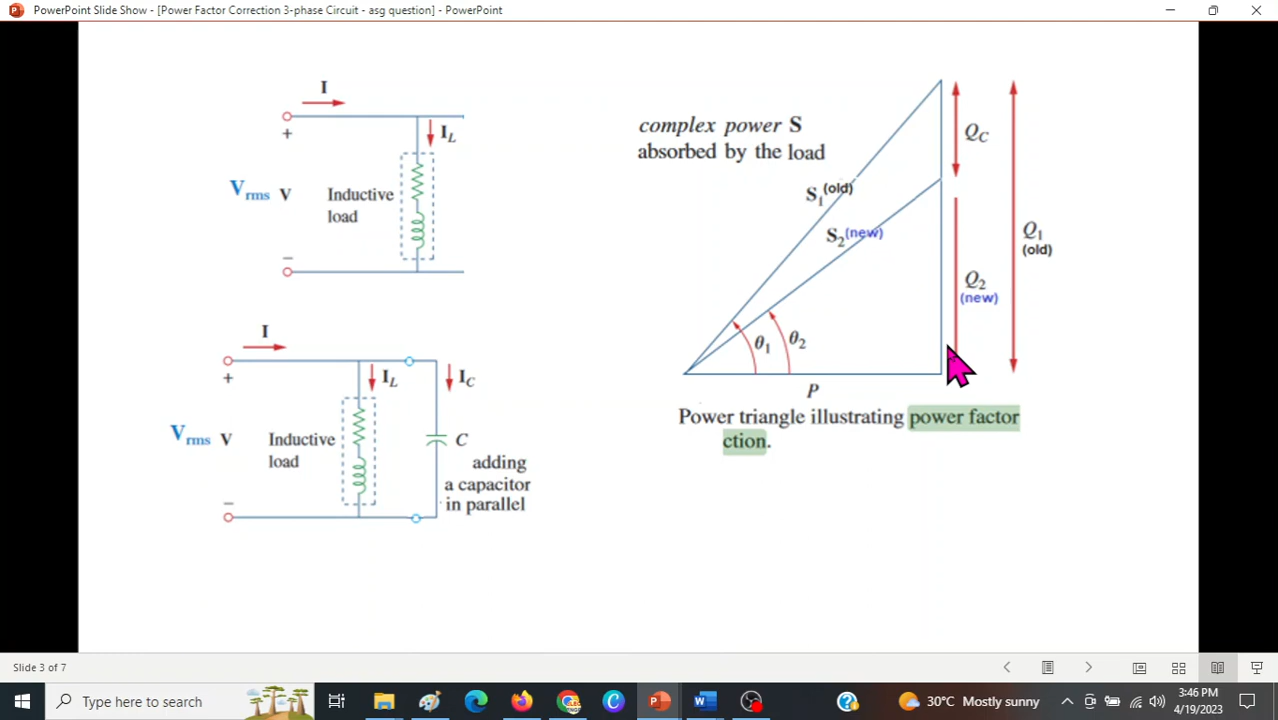 PowerPoint Slide Show - [Power Factor Correction 3-phase Circuit - asg question] - PowerPoint
I
+
I_L
V_rms V
Inductive
load
−
I
+
I_L
I_C
V_rms V
Inductive
load
C
adding
a capacitor
in parallel
−
complex power S
absorbed by the load
S_1 (old)
S_2 (new)
Q_C
Q_1
(old)
Q_2
(new)
θ_1
θ_2
P
Power triangle illustrating power factor
ction.
Slide 3 of 7
Type here to search
30°C Mostly sunny
3:46 PM
4/19/2023